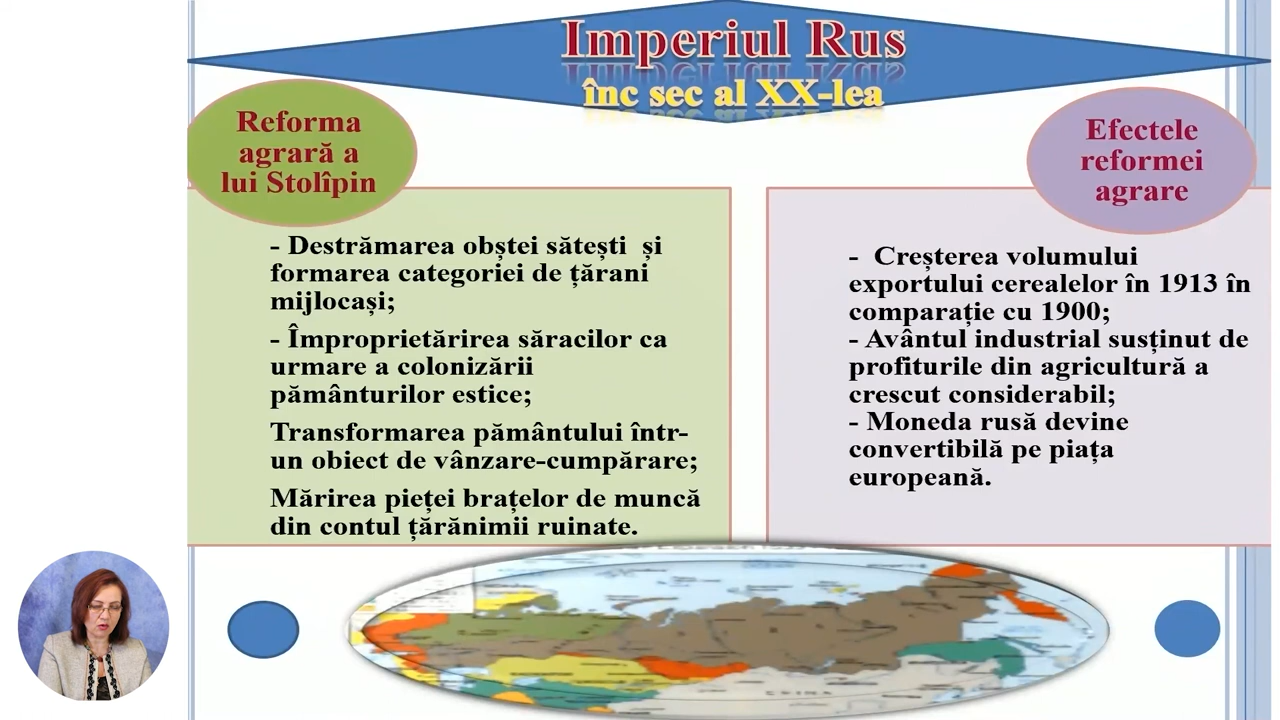 Imperiul Rus
înc sec al XX-lea
Reforma
agrară a
lui Stolîpin
- Destrămarea obștei sătești și
formarea categoriei de țărani
mijlocași;
- Împroprietărirea săracilor ca
urmare a colonizării
pământurilor estice;
Transformarea pământului într-
un obiect de vânzare-cumpărare;
Mărirea pieței brațelor de muncă
din contul țărănimii ruinate.
Efectele
reformei
agrare
- Creșterea volumului
exportului cerealelor în 1913 în
comparație cu 1900;
- Avântul industrial susținut de
profiturile din agricultură a
crescut considerabil;
- Moneda rusă devine
convertibilă pe piața
europeană.
CHINA